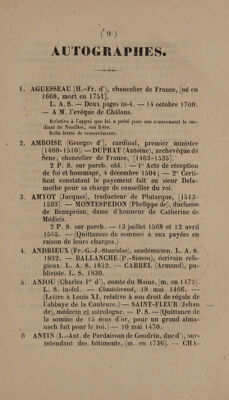 ( 9 )
AUTOGRAPHES.
1. AGUESSEAU (H.-Fr. d'), chancelier de France, [né en
1668, mort en 1751].
L. A. S. — Deux pages in-4. — 14 octobre 1700.
— A M. l'évêque de Châlons.
Relative à l'appui que lui a prêté pour son avancement le car-
dinal de Noailles, son frère.
Belle lettre de remercîments.
2. AMBOISE (Georges d'), cardinal, premier ministre
[1460-1510]. — DUPRAT (Antoine), archevêque de
Sens, chancelier de France, [1463-1535].
2 P. S. sur parch. obl. — 1° Acte de réception
de foi et hommage, 4 décembre 1504; — 2° Certi-
ficat constatant le payement fait au sieur Dela-
mothe pour sa charge de conseiller du roi.
3. AMYOT (Jacques), traducteur de Plutarque, [1513-
1593]. — MONTESPEDON (Philippe de), duchesse
de Beaupréau, dame d'honneur de Catherine de
Médicis.
2 P. S. sur parch. — 13 juillet 1568 et 12 avril
1565. — (Quittances de sommes à eux payées en
raison de leurs charges.)
4. ANDRIEUX (Fr.-G.-J.-Stanislas), académicien. L. A. S.
1832. — BALLANCHE (P.-Simon), écrivain reli-
gieux. L. A. S. 1832. — CARREL (Armand), pu-
bliciste. L. S. 1830.
5. ANJOU (Charles Ier d'), comte du Maine, [m. en 1472].
L. S. in-fol. — Chastelerault, 18 mai 1466. —
(Lettre à Louis XI, relative à son droit de régale de
l'abbaye de la Couleure.) — SAINT-FLEUR (Jehan
de), médecin et astrologue. — P. S. — (Quittance de
la somme de 15 écus d'or, pour un grand alma-
nach fait pour le roi.) — 10 mai 1470.
6 ANTIN (L.-Ant. de Pardaissan de Goudrin, duc d'), sur-
intendant des bâtiments, [m. en 1736]. — CHA-